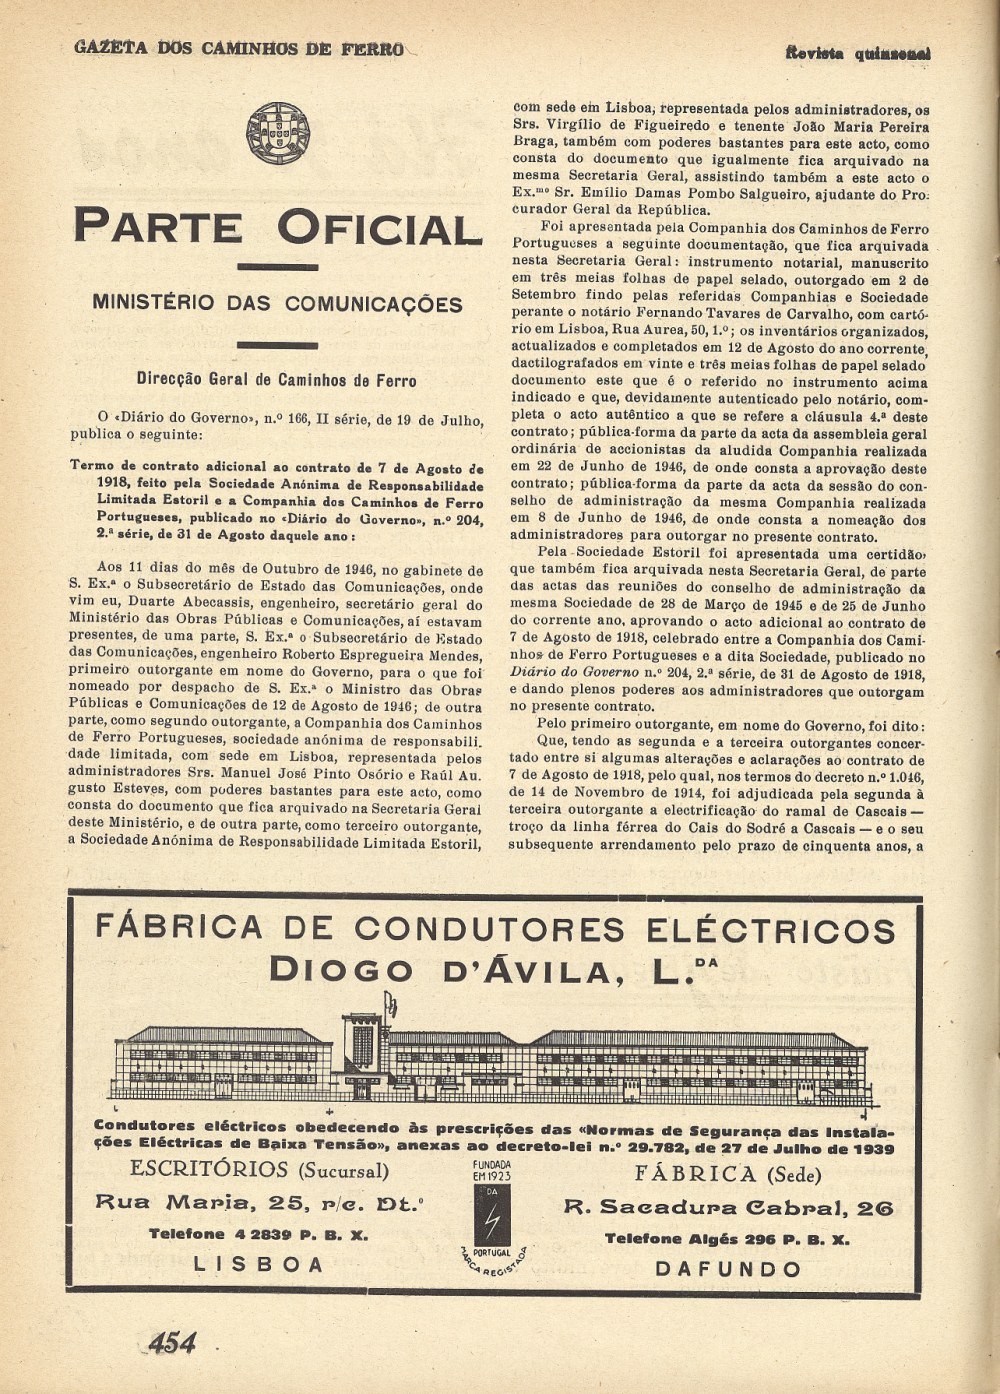 GAZETA DOS CAMINHOS DE FERRO
Revista quinzenal
PARTE OFICIAL
MINISTÉRIO DAS COMUNICAÇÕES
Direcção Geral de Caminhos de Ferro
O «Diário do Governo», n.º 166, II série, de 19 de Julho,
publica o seguinte:
Termo de contrato adicional ao contrato de 7 de Agosto de
1918, feito pela Sociedade Anónima de Responsabilidade
Limitada Estoril e a Companhia dos Caminhos de Ferro
Portugueses, publicado no «Diário do Governo», n.º 204,
2.ª série, de 31 de Agosto daquele ano:
Aos 11 dias do mês de Outubro de 1946, no gabinete de
S. Ex.ª o Subsecretário de Estado das Comunicações, onde
vim eu, Duarte Abecassis, engenheiro, secretário geral do
Ministério das Obras Públicas e Comunicações, aí estavam
presentes, de uma parte, S. Ex.ª o Subsecretário de Estado
das Comunicações, engenheiro Roberto Espregueira Mendes,
primeiro outorgante em nome do Governo, para o que foi
nomeado por despacho de S. Ex.ª o Ministro das Obras
Públicas e Comunicações de 12 de Agosto de 1946; de outra
parte, como segundo outorgante, a Companhia dos Caminhos
de Ferro Portugueses, sociedade anónima de responsabili.
dade limitada, com sede em Lisboa, representada pelos
administradores Srs. Manuel José Pinto Osório e Raúl Au.
gusto Esteves, com poderes bastantes para este acto, como
consta do documento que fica arquivado na Secretaria Geral
deste Ministério, e de outra parte, como terceiro outorgante,
a Sociedade Anónima de Responsabilidade Limitada Estoril,
com sede em Lisboa, representada pelos administradores, os
Srs. Virgílio de Figueiredo e tenente João Maria Pereira
Braga, também com poderes bastantes para este acto, como
consta do documento que igualmente fica arquivado na
mesma Secretaria Geral, assistindo também a este acto o
Ex.mo Sr. Emílio Damas Pombo Salgueiro, ajudante do Pro-
curador Geral da República.
Foi apresentada pela Companhia dos Caminhos de Ferro
Portugueses a seguinte documentação, que fica arquivada
nesta Secretaria Geral: instrumento notarial, manuscrito
em três meias folhas de papel selado, outorgado em 2 de
Setembro findo pelas referidas Companhias e Sociedade
perante o notário Fernando Tavares de Carvalho, com cartó-
rio em Lisboa, Rua Aurea, 50, 1.º; os inventários organizados,
actualizados e completados em 12 de Agosto do ano corrente,
dactilografados em vinte e três meias folhas de papel selado
documento este que é o referido no instrumento acima
indicado e que, devidamente autenticado pelo notário, com-
pleta o acto autêntico a que se refere a cláusula 4.ª deste
contrato; pública-forma da parte da acta da assembleia geral
ordinária de accionistas da aludida Companhia realizada
em 22 de Junho de 1946, de onde consta a aprovação deste
contrato; pública-forma da parte da acta da sessão do con-
selho de administração da mesma Companhia realizada
em 8 de Junho de 1946, de onde consta a nomeação dos
administradores para outorgar no presente contrato.
Pela Sociedade Estoril foi apresentada uma certidão,
que também fica arquivada nesta Secretaria Geral, de parte
das actas das reuniões do conselho de administração da
mesma Sociedade de 28 de Março de 1945 e de 25 de Junho
do corrente ano, aprovando o acto adicional ao contrato de
7 de Agosto de 1918, celebrado entre a Companhia dos Cami-
nhos de Ferro Portugueses e a dita Sociedade, publicado no
Diário do Governo n.º 204, 2.ª série, de 31 de Agosto de 1918,
e dando plenos poderes aos administradores que outorgam
no presente contrato.
Pelo primeiro outorgante, em nome do Governo, foi dito:
Que, tendo as segunda e a terceira outorgantes concer-
tado entre si algumas alterações e aclarações ao contrato de
7 de Agosto de 1918, pelo qual, nos termos do decreto n.º 1.046,
de 14 de Novembro de 1914, foi adjudicada pela segunda à
terceira outorgante a electrificação do ramal de Cascais —
troço da linha férrea do Cais do Sodré a Cascais — e o seu
subsequente arrendamento pelo prazo de cinquenta anos, a
FÁBRICA DE CONDUTORES ELÉCTRICOS
DIOGO D'ÁVILA, L.DA
Condutores eléctricos obedecendo às prescrições das «Normas de Segurança das Instala-
ções Eléctricas de Baixa Tensão», anexas ao decreto-lei n.º 29.782, de 27 de Julho de 1939
ESCRITÓRIOS (Sucursal)
Rua Maria, 25, r/c. Dt.º
Telefone 4 2839 P. B. X.
LISBOA
FUNDADA
EM 1923
DA
PORTUGAL
MARCA REGISTADA
FÁBRICA (Sede)
R. Sacadura Cabral, 26
Telefone Algés 296 P. B. X.
DAFUNDO
454